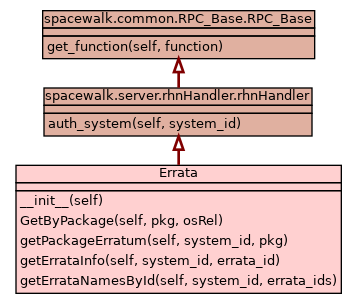 spacewalk.common.RPC_Base.RPC_Base
get_function(self, function)
spacewalk.server.rhnHandler.rhnHandler
auth_system(self, system_id)
Errata
__init__(self)
GetByPackage(self, pkg, osRel)
getPackageErratum(self, system_id, pkg)
getErrataInfo(self, system_id, errata_id)
getErrataNamesById(self, system_id, errata_ids)